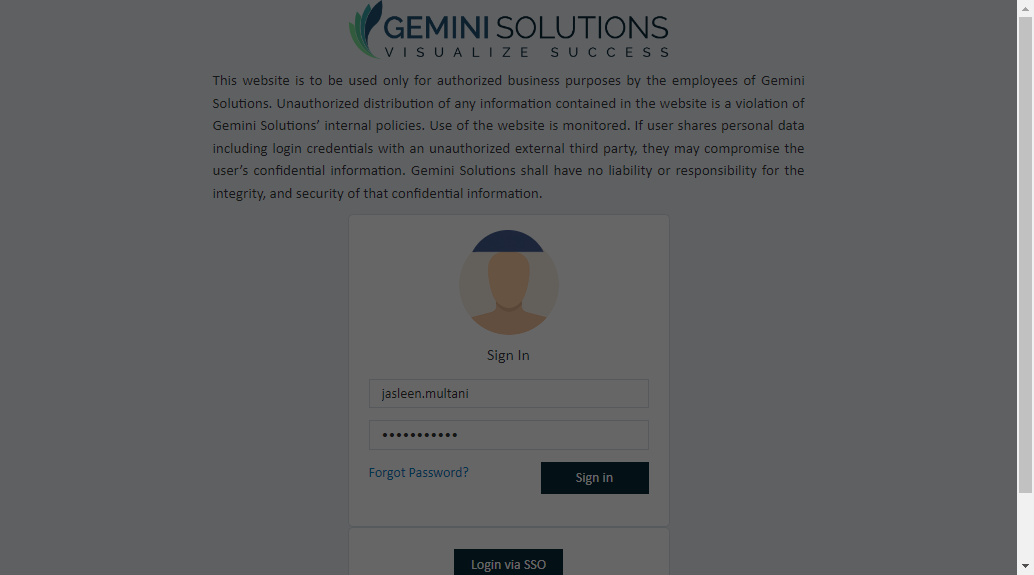 GEMINI SOLUTIONS
VISUALIZE SUCCESS
This website is to be used only for authorized business purposes by the employees of Gemini
Solutions. Unauthorized distribution of any information contained in the website is a violation of
Gemini Solutions’ internal policies. Use of the website is monitored. If user shares personal data
including login credentials with an unauthorized external third party, they may compromise the
user’s confidential information. Gemini Solutions shall have no liability or responsibility for the
integrity, and security of that confidential information.
Sign In
jasleen.multani
•••••••••••
Forgot Password?
Sign in
Login via SSO